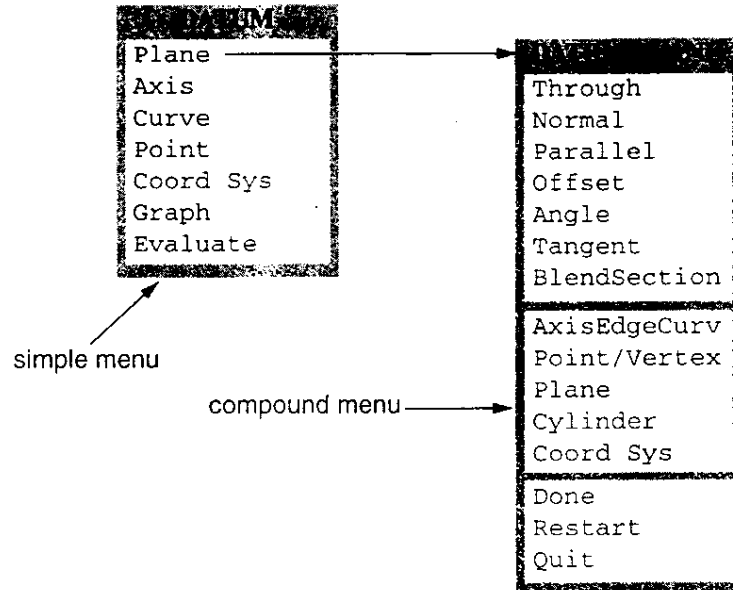 DATUM
Plane
Axis
Curve
Point
Coord Sys
Graph
Evaluate
simple menu
compound menu
Through
Normal
Parallel
Offset
Angle
Tangent
BlendSection
AxisEdgeCurv
Point/Vertex
Plane
Cylinder
Coord Sys
Done
Restart
Quit